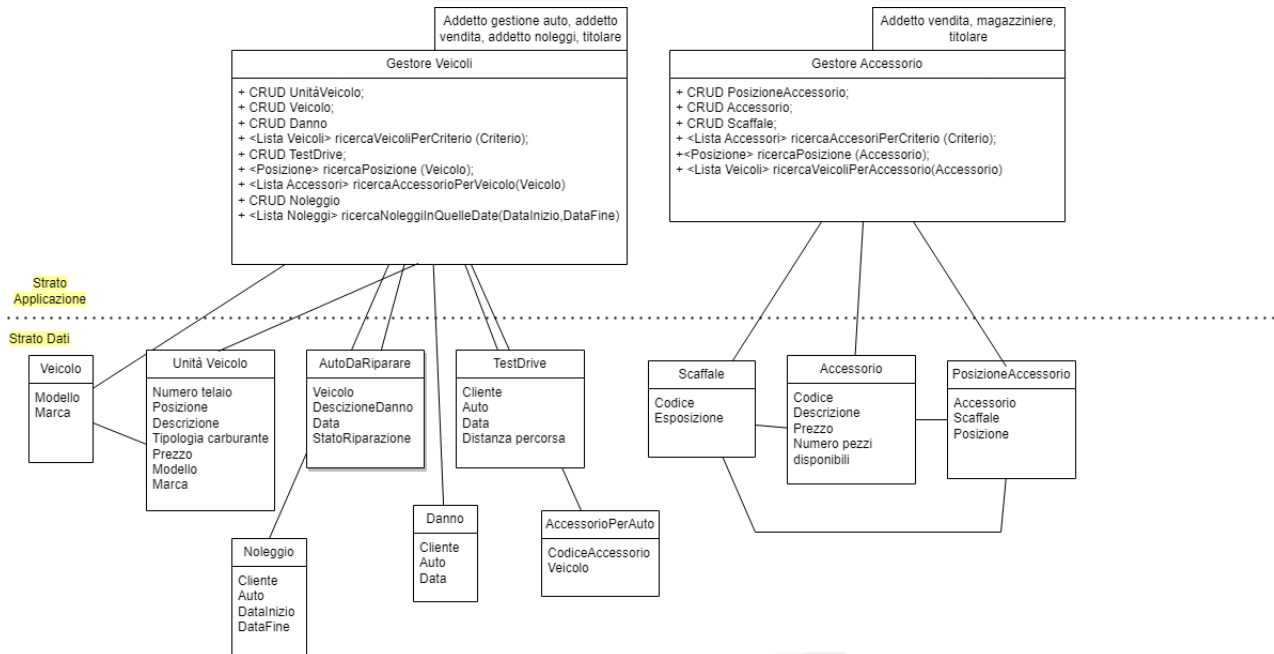 Addetto gestione auto, addetto
vendita, addetto noleggi, titolare
Gestore Veicoli
+ CRUD UnitàVeicolo;
+ CRUD Veicolo;
+ CRUD Danno
+ <Lista Veicoli> ricercaVeicoliPerCriterio (Criterio);
+ CRUD TestDrive;
+ <Posizione> ricercaPosizione (Veicolo);
+ <Lista Accessori> ricercaAccessorioPerVeicolo(Veicolo)
+ CRUD Noleggio
+ <Lista Noleggi> ricercaNoleggiInQuelleDate(DataInizio,DataFine)
Addetto vendita, magazziniere,
titolare
Gestore Accessorio
+ CRUD PosizioneAccessorio;
+ CRUD Accessorio;
+ CRUD Scaffale;
+ <Lista Accessori> ricercaAccesoriPerCriterio (Criterio);
+<Posizione> ricercaPosizione (Accessorio);
+ <Lista Veicoli> ricercaVeicoliPerAccessorio(Accessorio)
Strato
Applicazione
Strato Dati
Veicolo
Modello
Marca
Unità Veicolo
Numero telaio
Posizione
Descrizione
Tipologia carburante
Prezzo
Modello
Marca
AutoDaRiparare
Veicolo
DescizioneDanno
Data
StatoRiparazione
TestDrive
Cliente
Auto
Data
Distanza percorsa
Scaffale
Codice
Esposizione
Accessorio
Codice
Descrizione
Prezzo
Numero pezzi
disponibili
PosizioneAccessorio
Accessorio
Scaffale
Posizione
Noleggio
Cliente
Auto
DataInizio
DataFine
Danno
Cliente
Auto
Data
AccessorioPerAuto
CodiceAccessorio
Veicolo